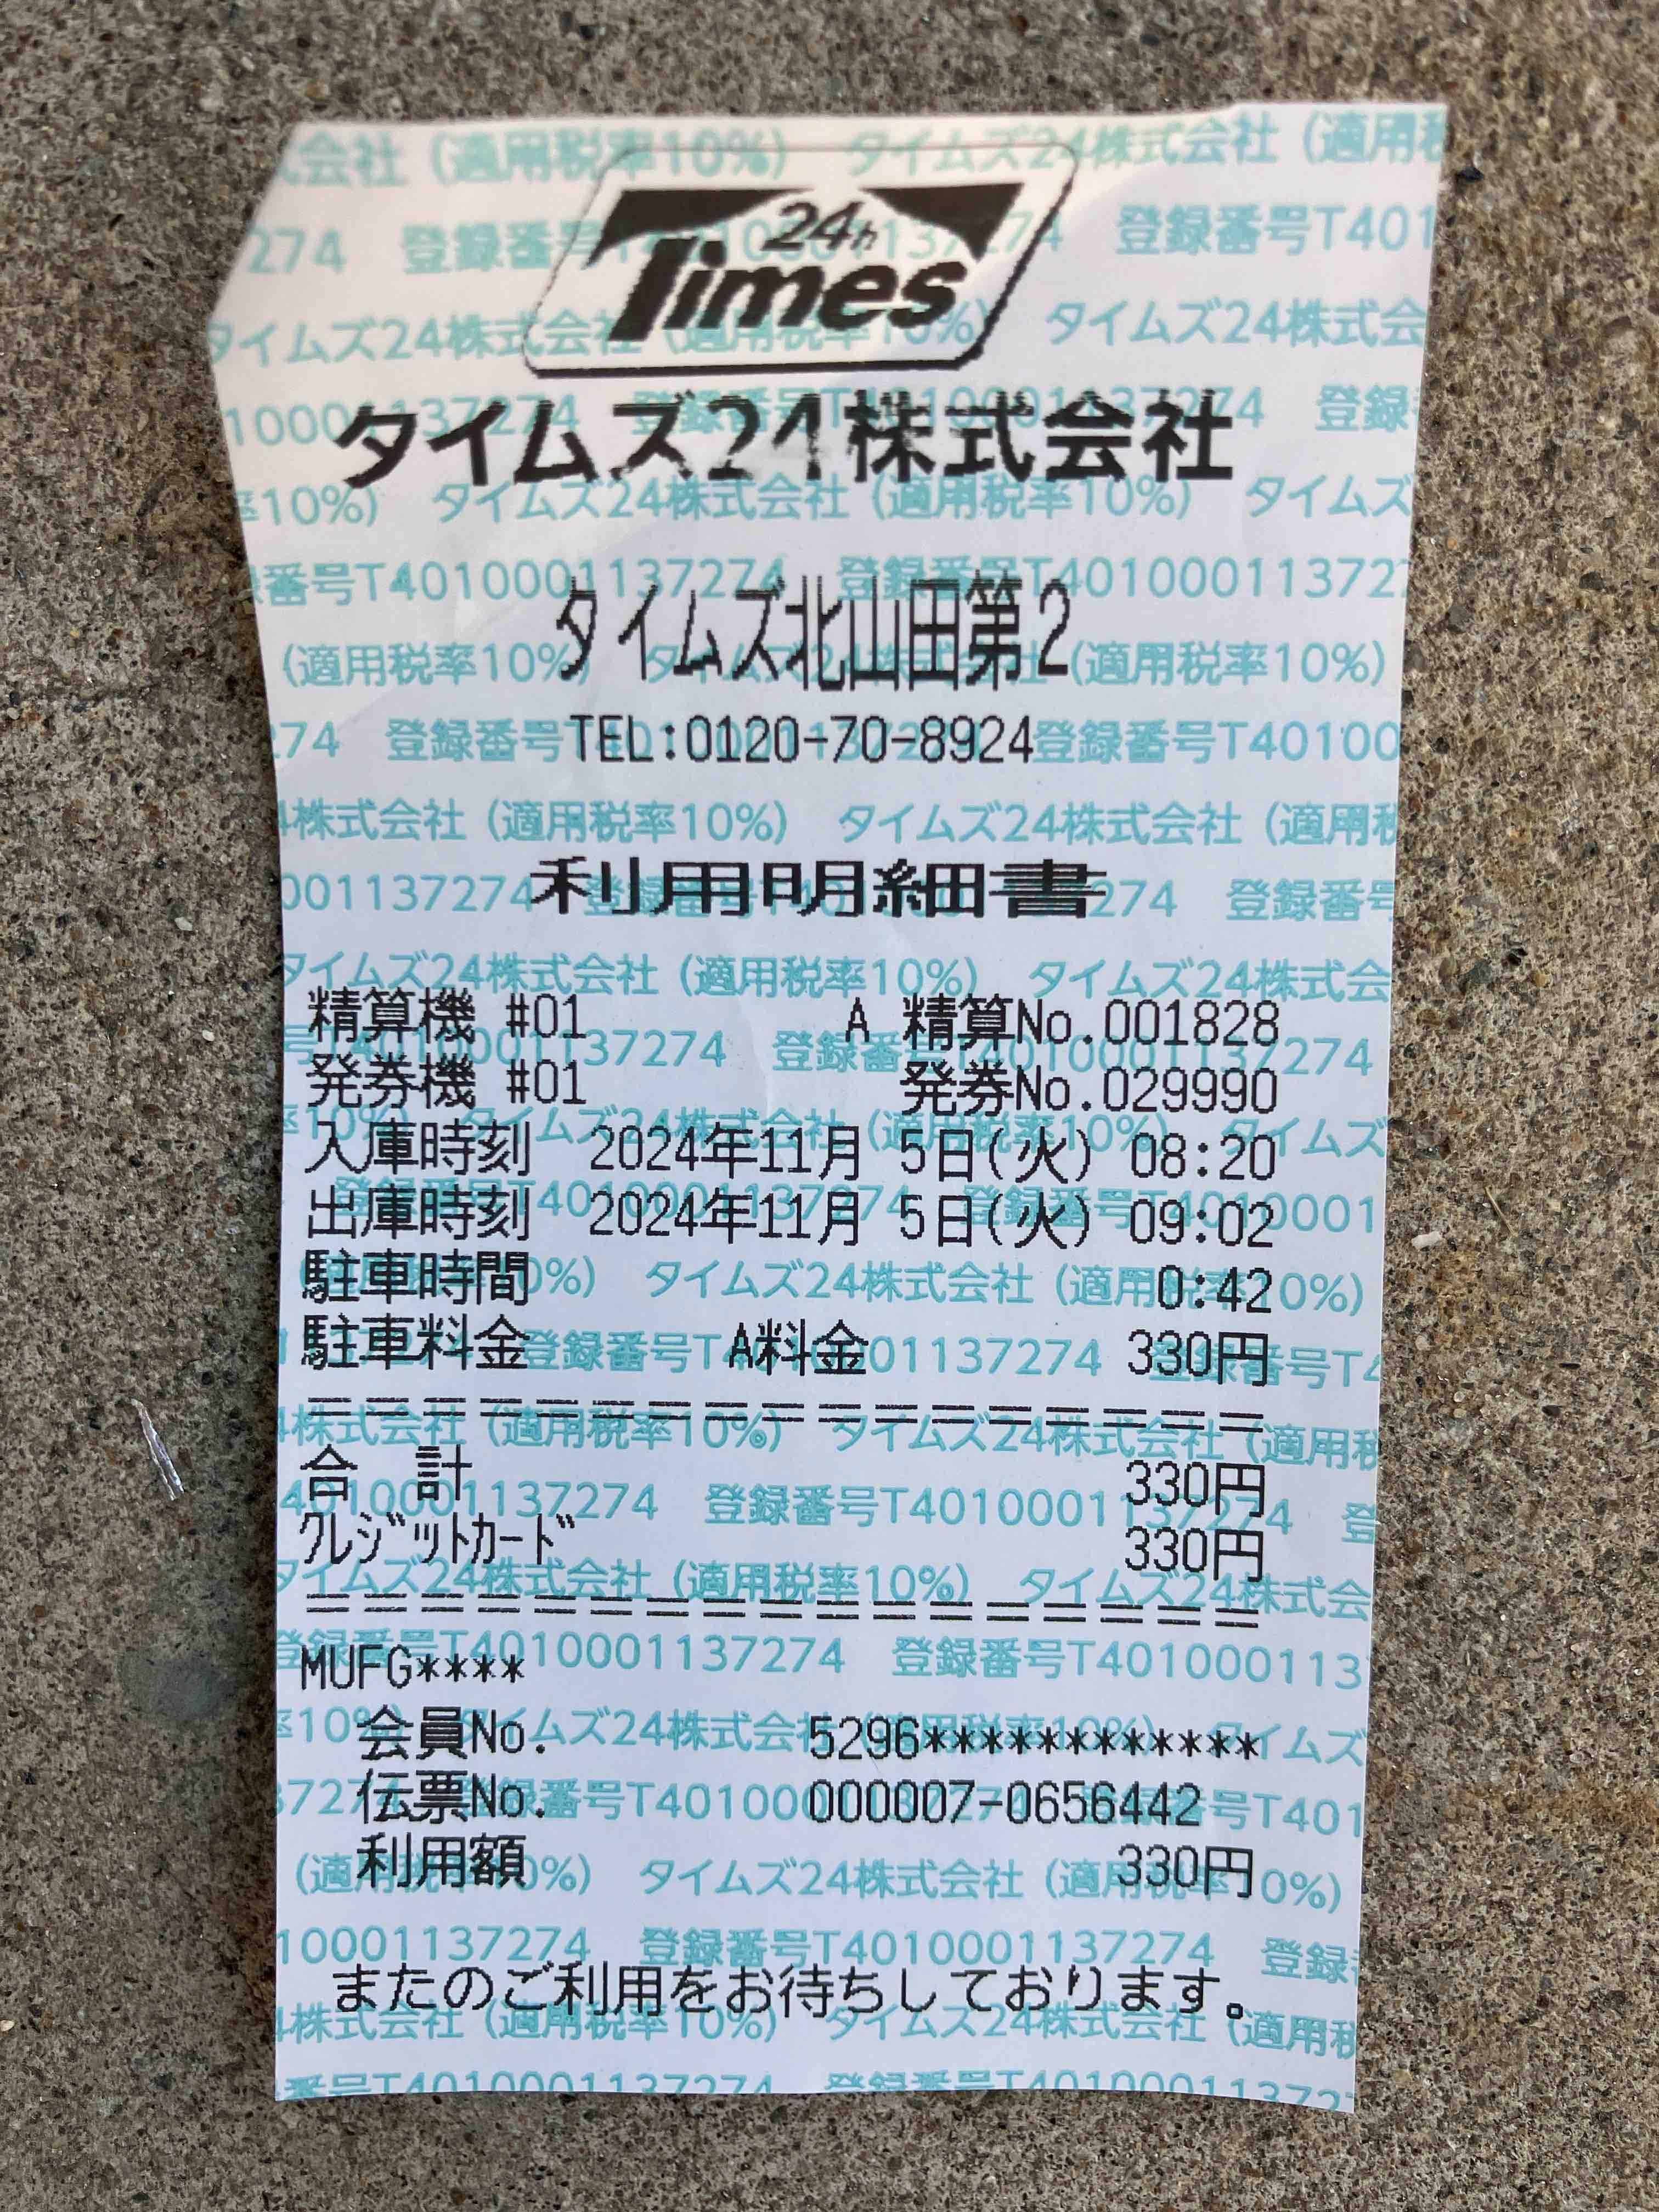 24h
Times
タイムズ24株式会社
タイムズ北山田第2
TEL:0120-70-8924
利用明細書
精算機 #01 A 精算No.001828
発券機 #01 発券No.029990
入庫時刻 2024年11月 5日(火) 08:20
出庫時刻 2024年11月 5日(火) 09:02
駐車時間 0:42
駐車料金 A料金 330円
合 計 330円
クレジットカード 330円
MUFG****
会員No. 5296************
伝票No. 000007-0656442
利用額 330円
またのご利用をお待ちしております。
タイムズ24株式会社 (適用税率10%)
登録番号T4010001137274